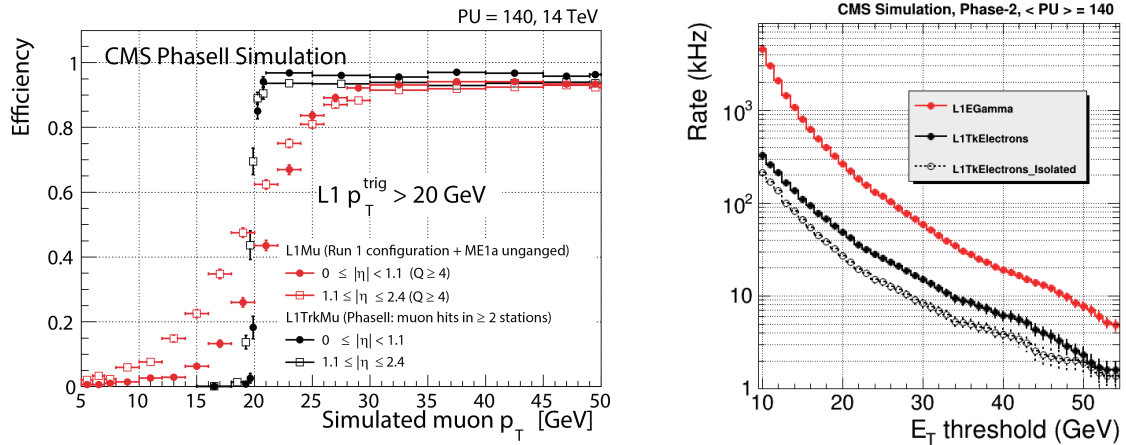 PU = 140, 14 TeV
CMS PhaseII Simulation
Efficiency
1
0.8
0.6
0.4
0.2
0
L1 p_T^trig > 20 GeV
L1Mu (Run 1 configuration + ME1a unganged)
0 ≤ |η| < 1.1 (Q ≥ 4)
1.1 ≤ |η| ≤ 2.4 (Q ≥ 4)
L1TrkMu (PhaseII: muon hits in ≥ 2 stations)
0 ≤ |η| < 1.1
1.1 ≤ |η| ≤ 2.4
5 10 15 20 25 30 35 40 45 50
Simulated muon p_T [GeV]
CMS Simulation, Phase-2, < PU > = 140
Rate (kHz)
10^3
10^2
10
1
L1EGamma
L1TkElectrons
L1TkElectrons_Isolated
10 20 30 40 50
E_T threshold (GeV)